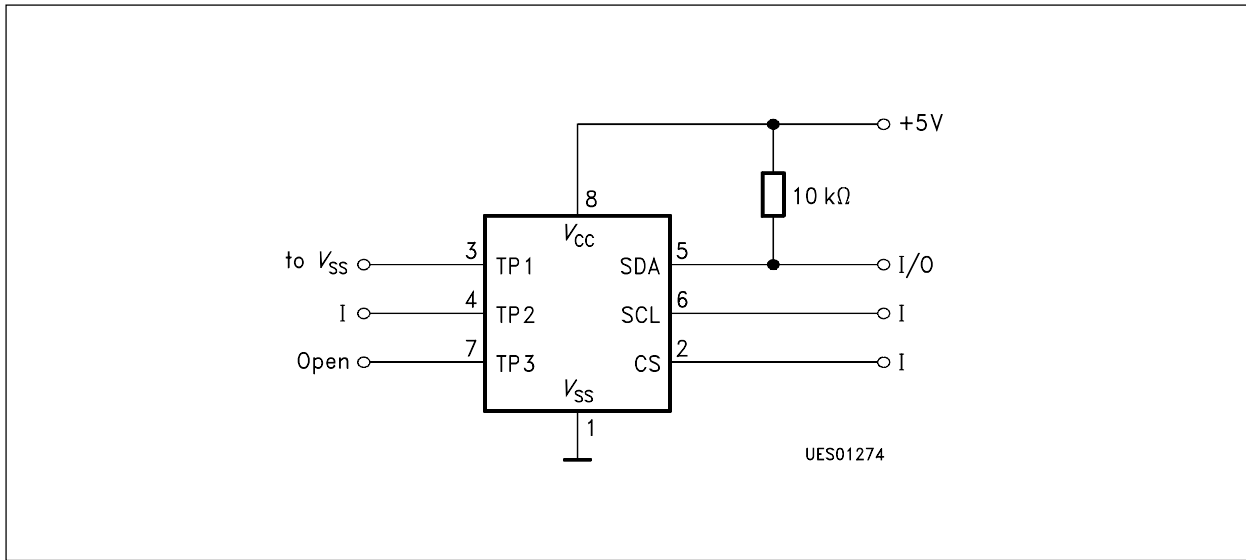 +5V
8
10 kΩ
VCC
to VSS
3
TP1
SDA
5
I/O
I
4
TP2
SCL
6
I
Open
7
TP3
CS
2
I
VSS
1
UES01274